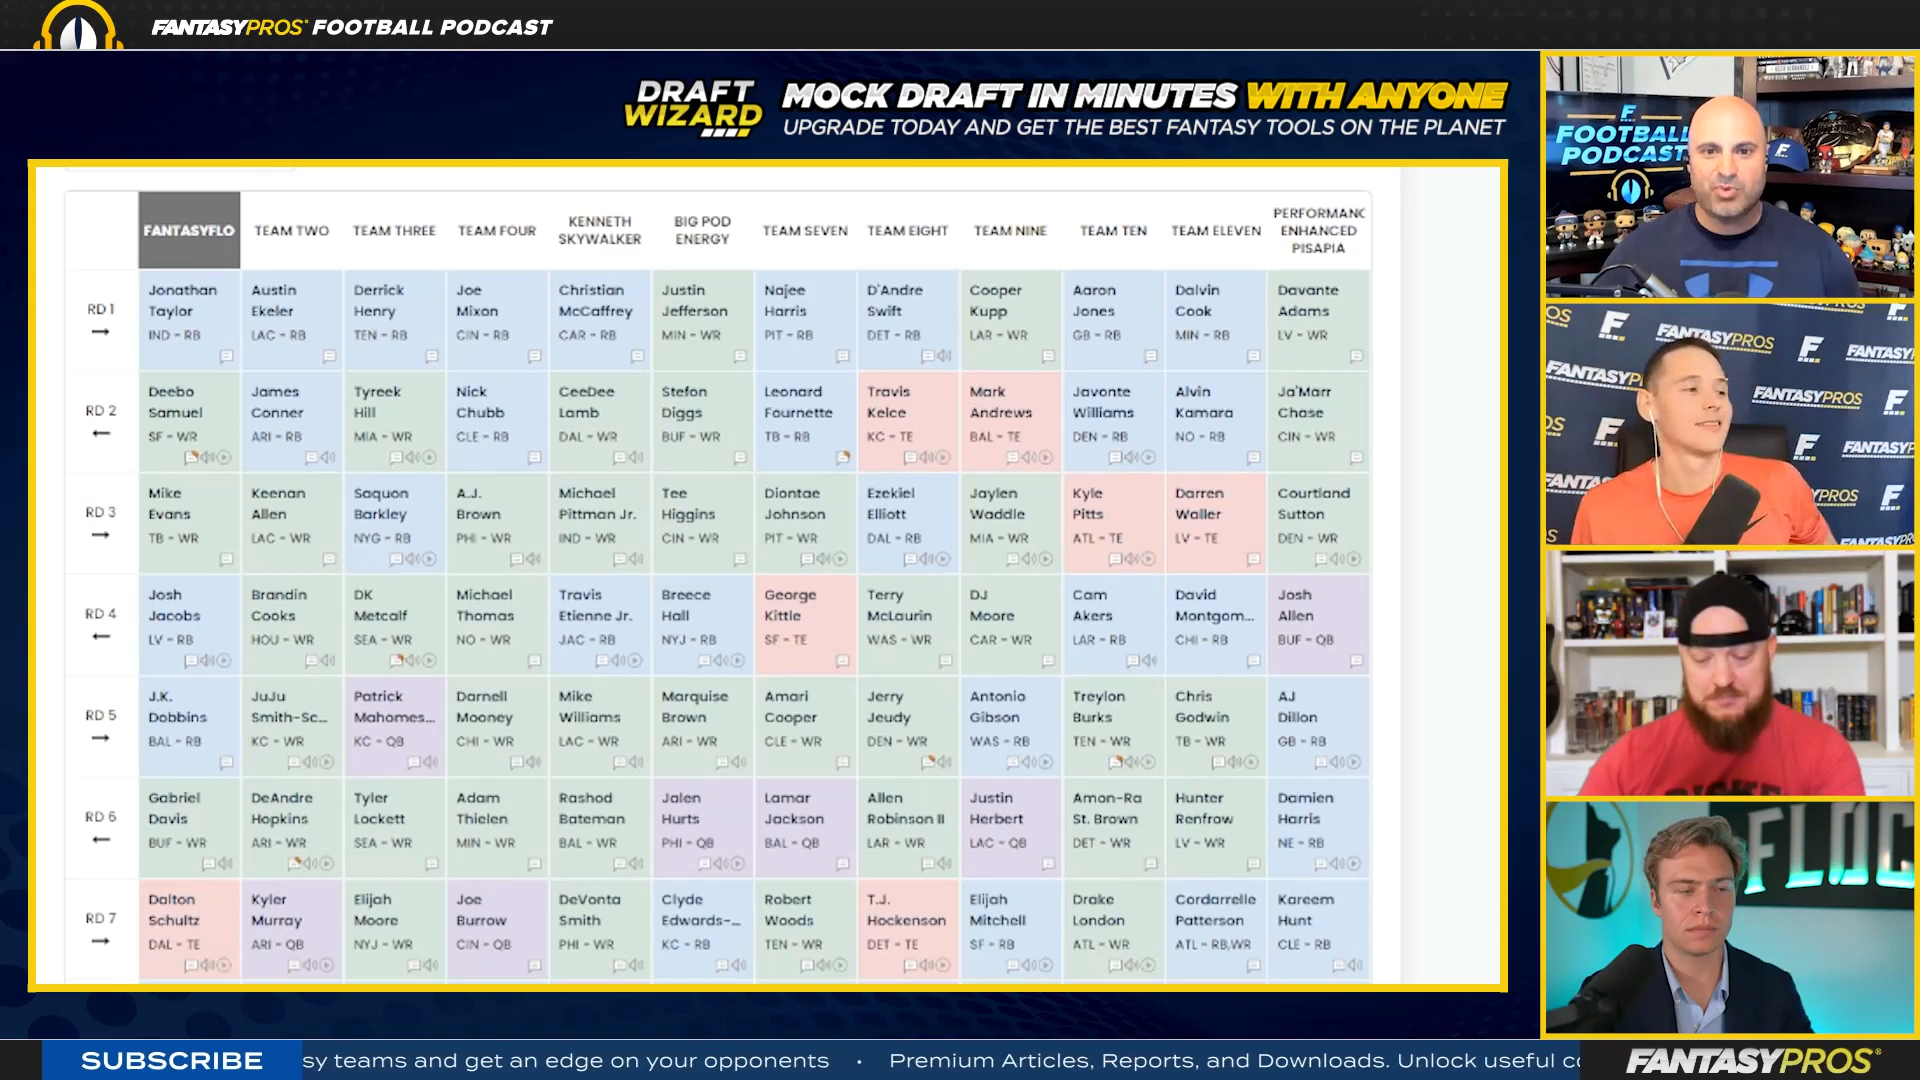 FANTASYPROS FOOTBALL PODCAST
DRAFT
WIZARD
MOCK DRAFT IN MINUTES WITH ANYONE
UPGRADE TODAY AND GET THE BEST FANTASY TOOLS ON THE PLANET
FANTASYFLO TEAM TWO TEAM THREE TEAM FOUR KENNETH SKYWALKER BIG POD ENERGY TEAM SEVEN TEAM EIGHT TEAM NINE TEAM TEN TEAM ELEVEN PERFORMANC ENHANCED PISAPIA
RD 1
Jonathan Austin Derrick Joe Christian Justin Najee D'Andre Cooper Aaron Dalvin Davante
Taylor Ekeler Henry Mixon McCaffrey Jefferson Harris Swift Kupp Jones Cook Adams
IND - RB LAC - RB TEN - RB CIN - RB CAR - RB MIN - WR PIT - RB DET - RB LAR - WR GB - RB MIN - RB LV - WR
RD 2
Deebo James Tyreek Nick CeeDee Stefon Leonard Travis Mark Javonte Alvin Ja'Marr
Samuel Conner Hill Chubb Lamb Diggs Fournette Kelce Andrews Williams Kamara Chase
SF - WR ARI - RB MIA - WR CLE - RB DAL - WR BUF - WR TB - RB KC - TE BAL - TE DEN - RB NO - RB CIN - WR
RD 3
Mike Keenan Saquon A.J. Michael Tee Diontae Ezekiel Jaylen Kyle Darren Courtland
Evans Allen Barkley Brown Pittman Jr. Higgins Johnson Elliott Waddle Pitts Waller Sutton
TB - WR LAC - WR NYG - RB PHI - WR IND - WR CIN - WR PIT - WR DAL - RB MIA - WR ATL - TE LV - TE DEN - WR
RD 4
Josh Brandin DK Michael Travis Breece George Terry DJ Cam David Josh
Jacobs Cooks Metcalf Thomas Etienne Jr. Hall Kittle McLaurin Moore Akers Montgom... Allen
LV - RB HOU - WR SEA - WR NO - WR JAC - RB NYJ - RB SF - TE WAS - WR CAR - WR LAR - RB CHI - RB BUF - QB
RD 5
J.K. JuJu Patrick Darnell Mike Marquise Amari Jerry Antonio Treylon Chris AJ
Dobbins Smith-Sc... Mahomes... Mooney Williams Brown Cooper Jeudy Gibson Burks Godwin Dillon
BAL - RB KC - WR KC - QB CHI - WR LAC - WR ARI - WR CLE - WR DEN - WR WAS - RB TEN - WR TB - WR GB - RB
RD 6
Gabriel DeAndre Tyler Adam Rashod Jalen Lamar Allen Justin Amon-Ra Hunter Damien
Davis Hopkins Lockett Thielen Bateman Hurts Jackson Robinson II Herbert St. Brown Renfrow Harris
BUF - WR ARI - WR SEA - WR MIN - WR BAL - WR PHI - QB BAL - QB LAR - WR LAC - QB DET - WR LV - WR NE - RB
RD 7
Dalton Kyler Elijah Joe DeVonta Clyde Robert T.J. Elijah Drake Cordarrelle Kareem
Schultz Murray Moore Burrow Smith Edwards-... Woods Hockenson Mitchell London Patterson Hunt
DAL - TE ARI - QB NYJ - WR CIN - QB PHI - WR KC - RB TEN - WR DET - TE SF - RB ATL - WR ATL - RB,WR CLE - RB
FOOTBALL
PODCAST
FANTASYPROS
FANTASYPROS
FLOC
SUBSCRIBE
sy teams and get an edge on your opponents • Premium Articles, Reports, and Downloads. Unlock useful co
FANTASYPROS